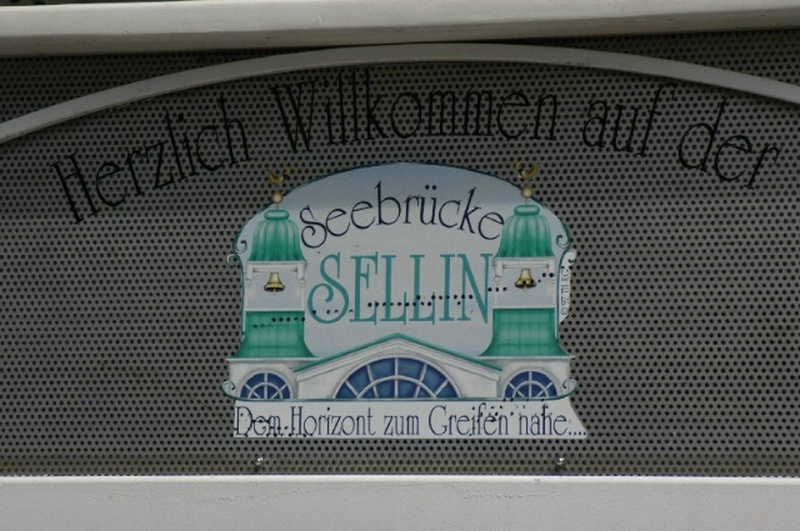 Herzlich Willkommen auf der
Seebrücke
SELLIN
Dem Horizont zum Greifen nahe....